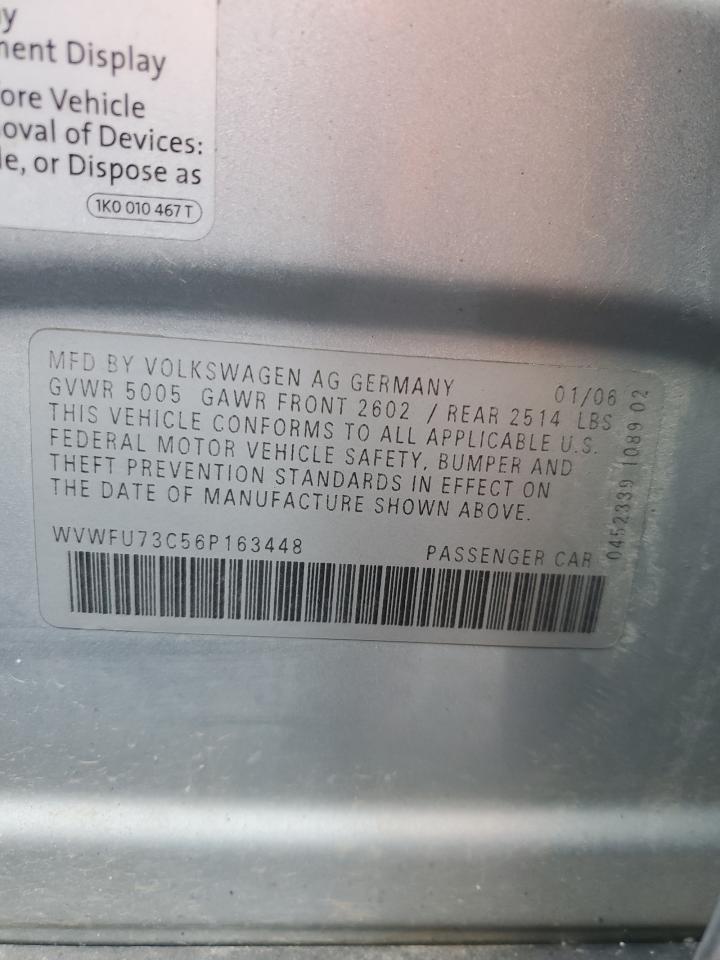 y
ment Display
ore Vehicle
oval of Devices:
le, or Dispose as
1K0 010 467 T
MFD BY VOLKSWAGEN AG GERMANY 01/06
GVWR 5005 GAWR FRONT 2602 / REAR 2514 LBS
THIS VEHICLE CONFORMS TO ALL APPLICABLE U.S.
FEDERAL MOTOR VEHICLE SAFETY, BUMPER AND
THEFT PREVENTION STANDARDS IN EFFECT ON
THE DATE OF MANUFACTURE SHOWN ABOVE.
WVWFU73C56P163448 PASSENGER CAR
0452339 1089 02